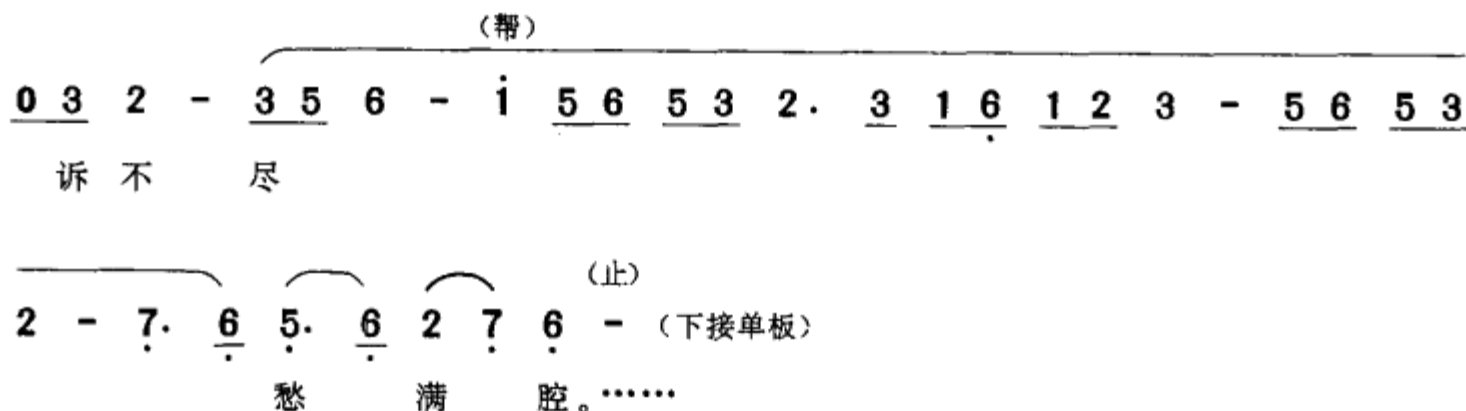 （帮）
0 3 2 - 3 5 6 - i 5 6 5 3 2. 3 1 6 1 2 3 - 5 6 5 3
诉 不 尽
（止）
2 - 7. 6 5. 6 2 7 6 - （下接单板）
愁 满 腔。……